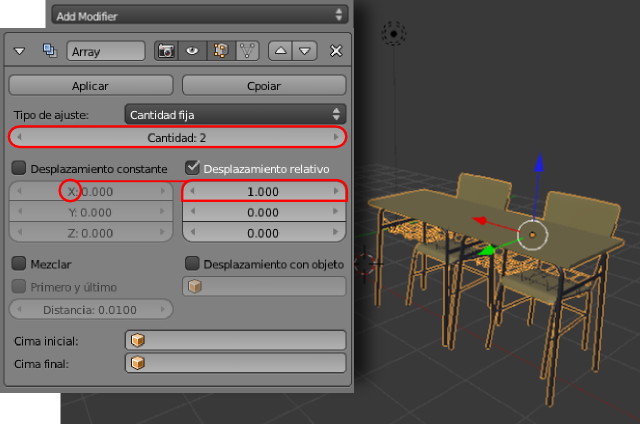 Add Modifier
Array
Aplicar Cpoiar
Tipo de ajuste: Cantidad fija
Cantidad: 2
Desplazamiento constante Desplazamiento relativo
X: 0.000 1.000
Y: 0.000 0.000
Z: 0.000 0.000
Mezclar Desplazamiento con objeto
Primero y último
Distancia: 0.0100
Cima inicial:
Cima final: